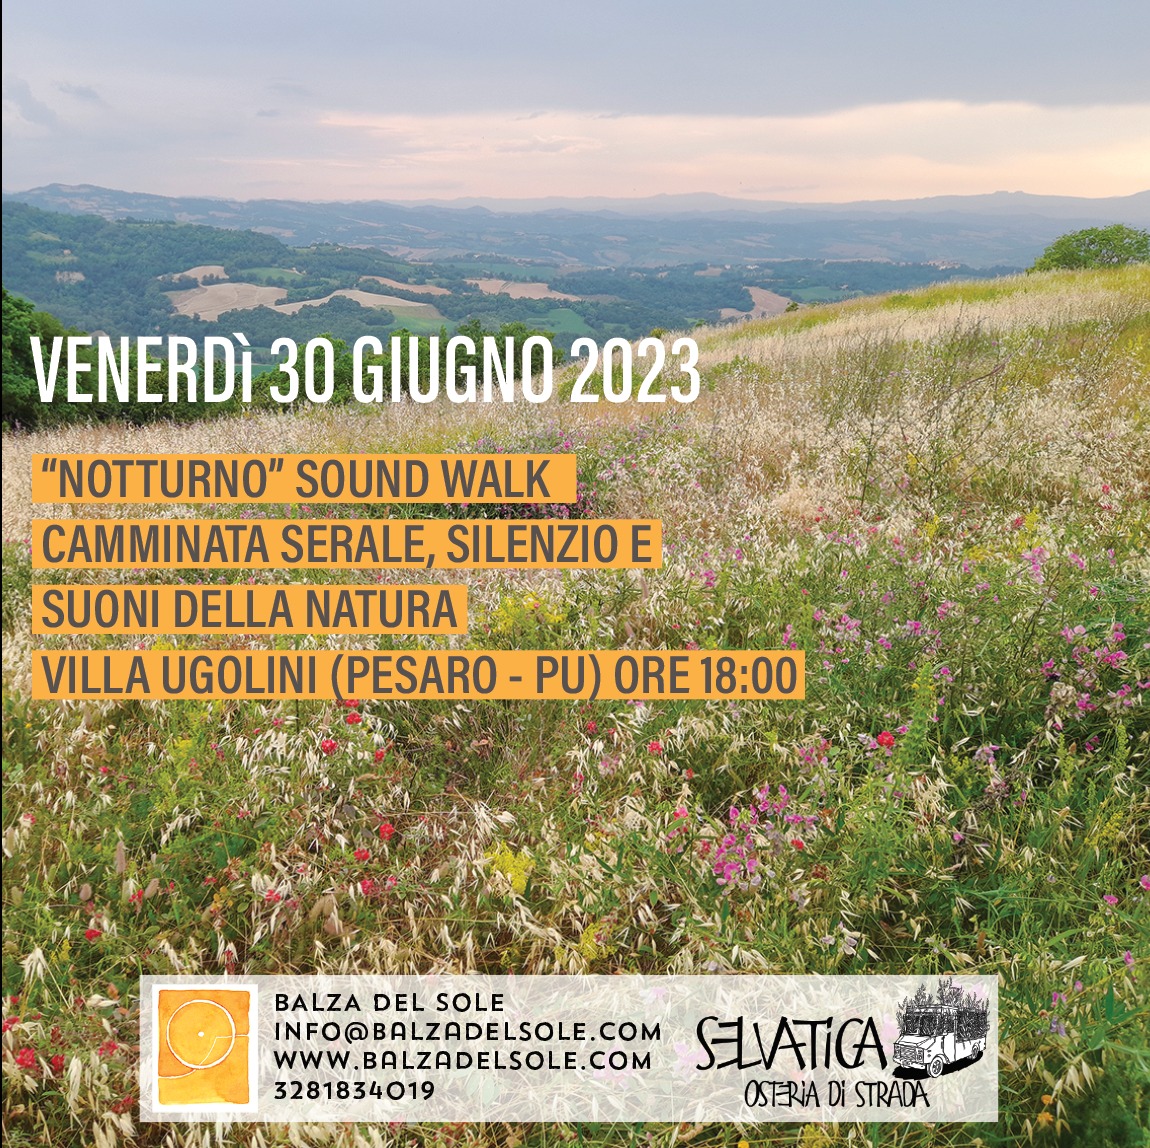 VENERDì 30 GIUGNO 2023
“NOTTURNO” SOUND WALK
CAMMINATA SERALE, SILENZIO E
SUONI DELLA NATURA
VILLA UGOLINI (PESARO - PU) ORE 18:00
BALZA DEL SOLE
INFO@BALZADELSOLE.COM
WWW.BALZADELSOLE.COM
3281834019
SELVATICA
OSTERIA DI STRADA